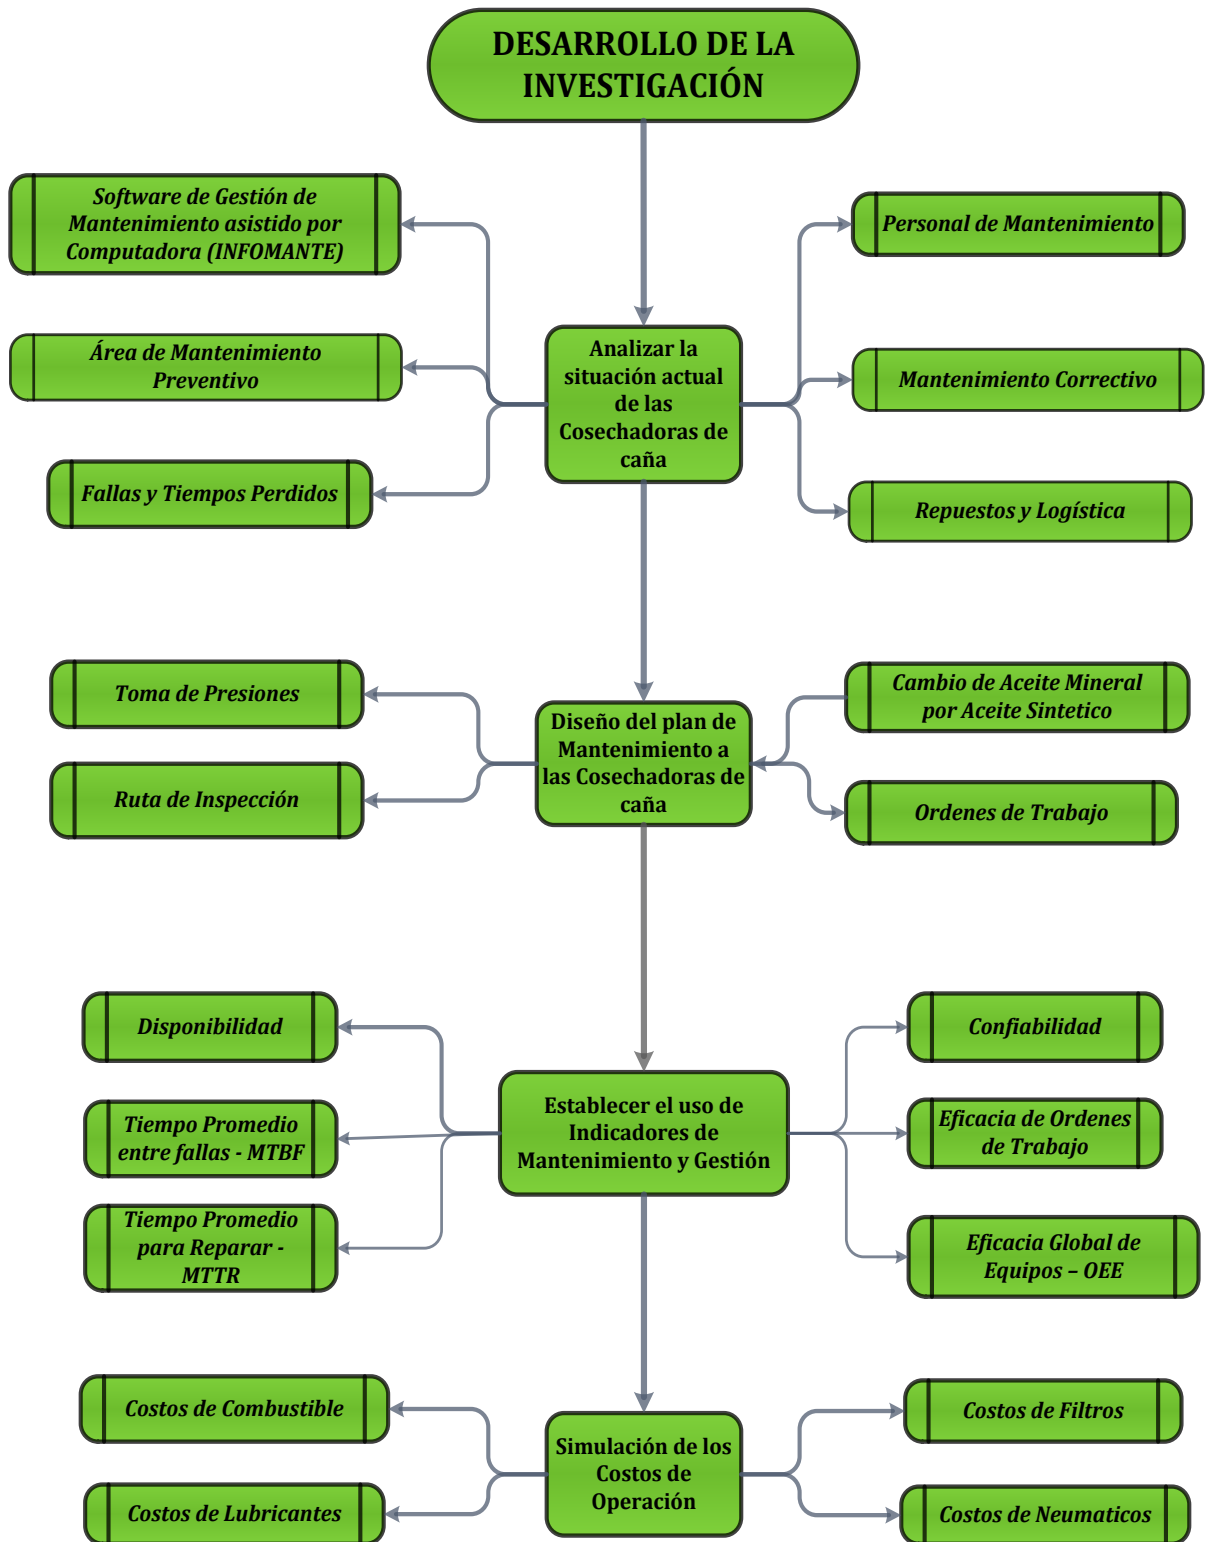 DESARROLLO DE LA
INVESTIGACIÓN
Software de Gestión de
Mantenimiento asistido por
Computadora (INFOMANTE)
Personal de Mantenimiento
Área de Mantenimiento
Preventivo
Analizar la
situación actual
de las
Cosechadoras de
caña
Mantenimiento Correctivo
Fallas y Tiempos Perdidos
Repuestos y Logística
Toma de Presiones
Cambio de Aceite Mineral
por Aceite Sintetico
Diseño del plan de
Mantenimiento a
las Cosechadoras de
caña
Ruta de Inspección
Ordenes de Trabajo
Disponibilidad
Confiabilidad
Tiempo Promedio
entre fallas - MTBF
Establecer el uso de
Indicadores de
Mantenimiento y Gestión
Eficacia de Ordenes
de Trabajo
Tiempo Promedio
para Reparar -
MTTR
Eficacia Global de
Equipos – OEE
Costos de Combustible
Costos de Filtros
Simulación de los
Costos de
Operación
Costos de Lubricantes
Costos de Neumaticos